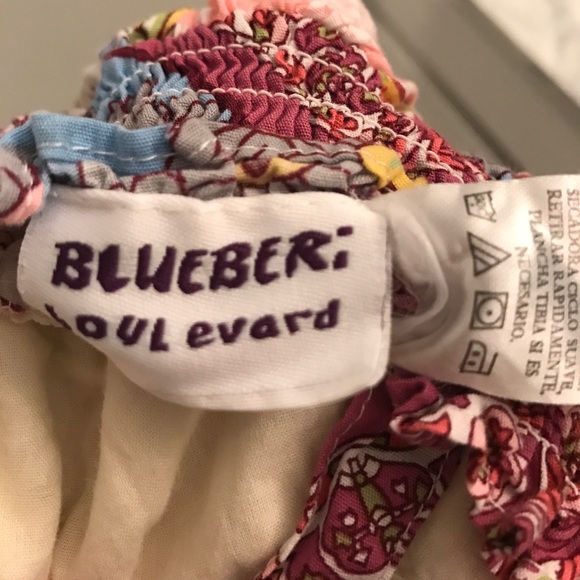 BLUEBERi
boulevard
SECADORA CICLO SUAVE,
RETIRAR RAPIDAMENTE,
PLANCHA TIBIA SI ES
NECESARIO.